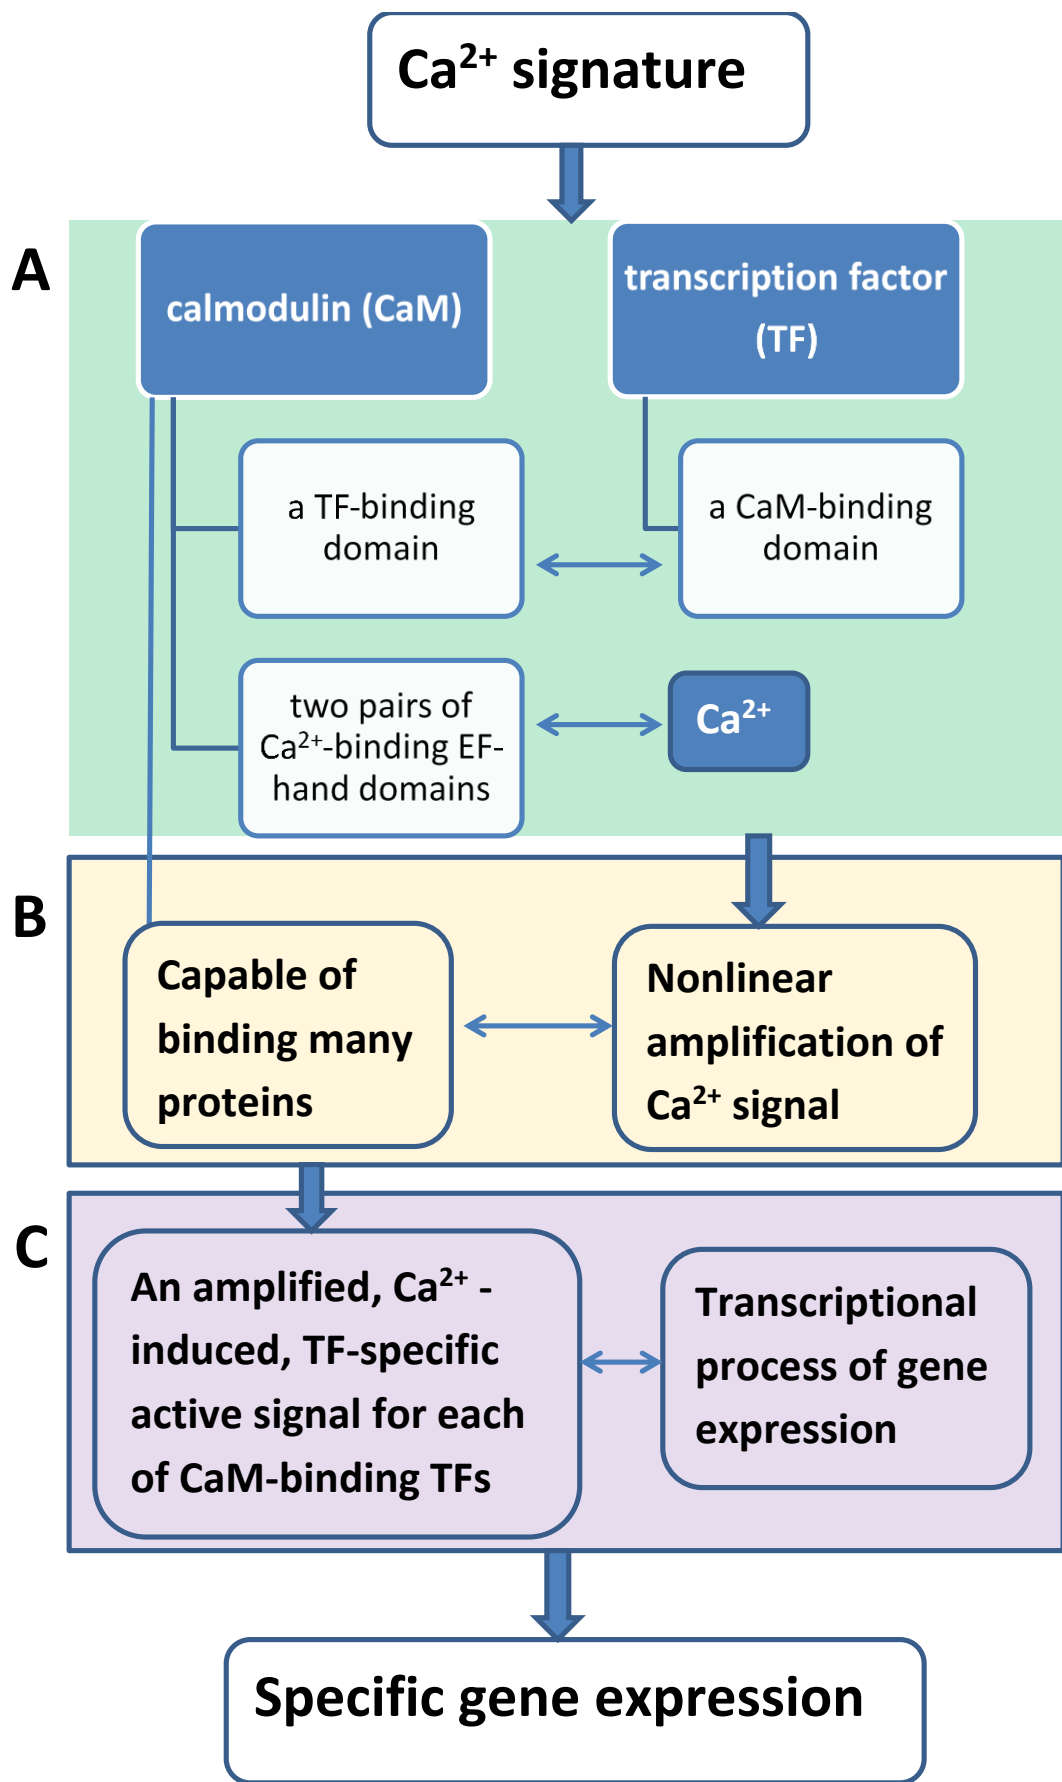 Ca²⁺ signature
A
calmodulin (CaM)
transcription factor
(TF)
a TF-binding
domain
a CaM-binding
domain
two pairs of
Ca²⁺-binding EF-
hand domains
Ca²⁺
B
Capable of
binding many
proteins
Nonlinear
amplification of
Ca²⁺ signal
C
An amplified, Ca²⁺ -
induced, TF-specific
active signal for each
of CaM-binding TFs
Transcriptional
process of gene
expression
Specific gene expression